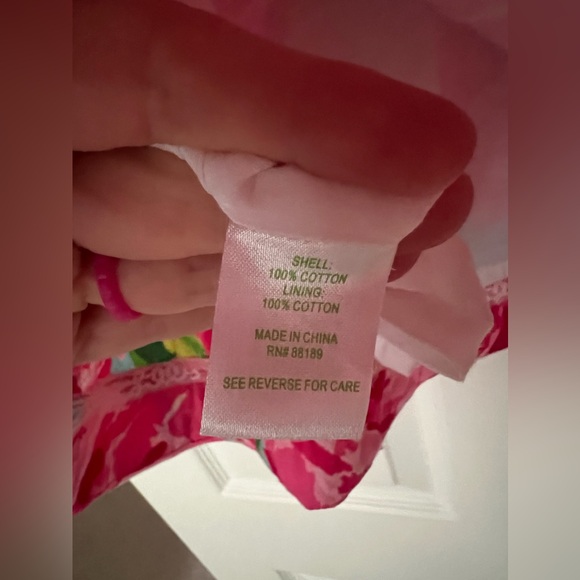 SHELL:
100% COTTON
LINING:
100% COTTON
MADE IN CHINA
RN# 88189
SEE REVERSE FOR CARE